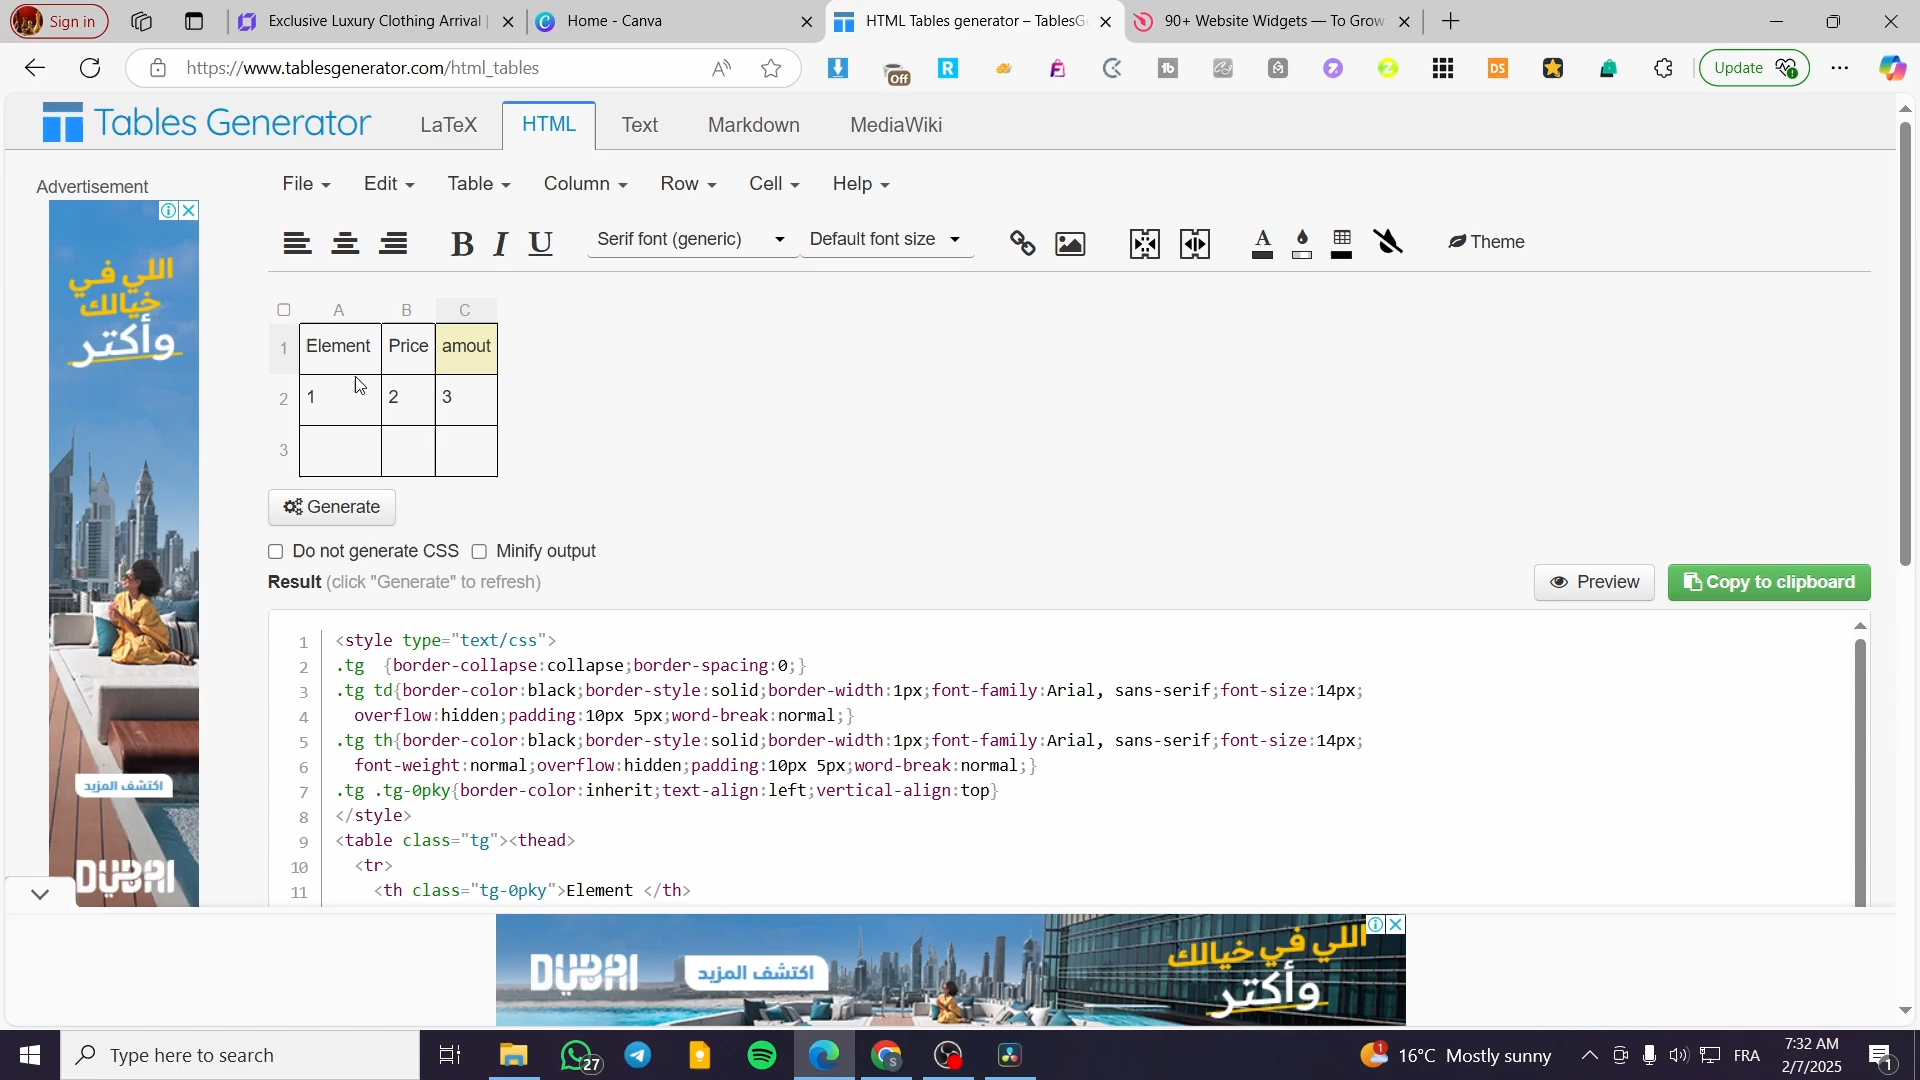 Sign in
Exclusive Luxury Clothing Arrival
Home - Canva
HTML Tables generator – TablesG
90+ Website Widgets — To Grow
https://www.tablesgenerator.com/html_tables
Off
Update
Tables Generator
LaTeX
HTML
Text
Markdown
MediaWiki
Advertisement
File
Edit
Table
Column
Row
Cell
Help
B I U
Serif font (generic)
Default font size
Theme
A B C
1 Element Price amout
2 1 2 3
3
Generate
Do not generate CSS
Minify output
Result (click "Generate" to refresh)
Preview
Copy to clipboard
1 <style type="text/css">
2 .tg  {border-collapse:collapse;border-spacing:0;}
3 .tg td{border-color:black;border-style:solid;border-width:1px;font-family:Arial, sans-serif;font-size:14px;
4   overflow:hidden;padding:10px 5px;word-break:normal;}
5 .tg th{border-color:black;border-style:solid;border-width:1px;font-family:Arial, sans-serif;font-size:14px;
6   font-weight:normal;overflow:hidden;padding:10px 5px;word-break:normal;}
7 .tg .tg-0pky{border-color:inherit;text-align:left;vertical-align:top}
8 </style>
9 <table class="tg"><thead>
10   <tr>
11     <th class="tg-0pky">Element </th>
اللي في
خيالك
وأكتر
اكتشف المزيد
DUBAI
DUBAI
اكتشف المزيد
اللي في خيالك
وأكتر
Type here to search
27
1
16°C Mostly sunny
FRA
7:32 AM
2/7/2025
1